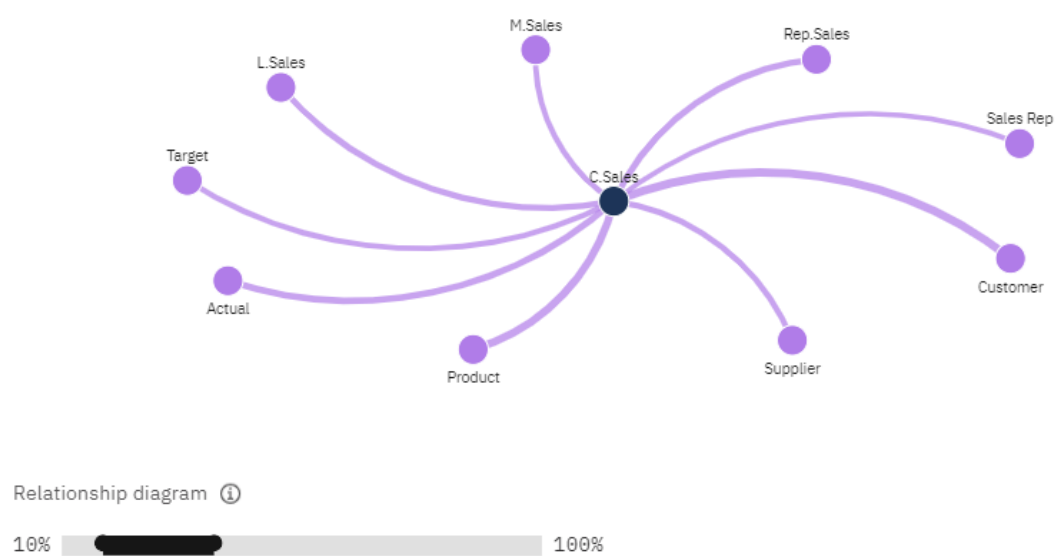 M.Sales
Rep.Sales
L.Sales
Sales Rep
Target
C.Sales
Customer
Actual
Supplier
Product
Relationship diagram
10% 100%